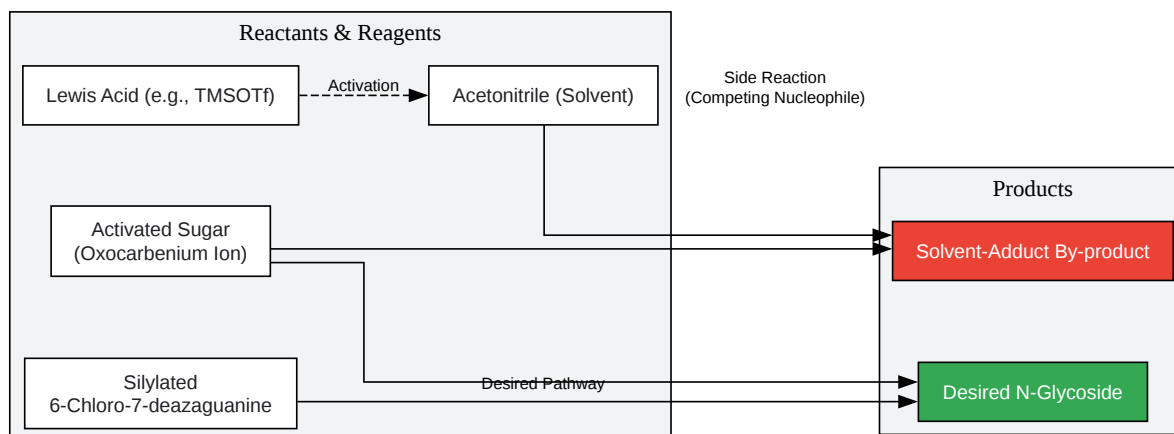 Reactants & Reagents
Lewis Acid (e.g., TMSOTf)
Activation
Acetonitrile (Solvent)
Side Reaction
(Competing Nucleophile)
Products
Activated Sugar
(Oxocarbenium Ion)
Solvent-Adduct By-product
Silylated
6-Chloro-7-deazaguanine
Desired Pathway
Desired N-Glycoside